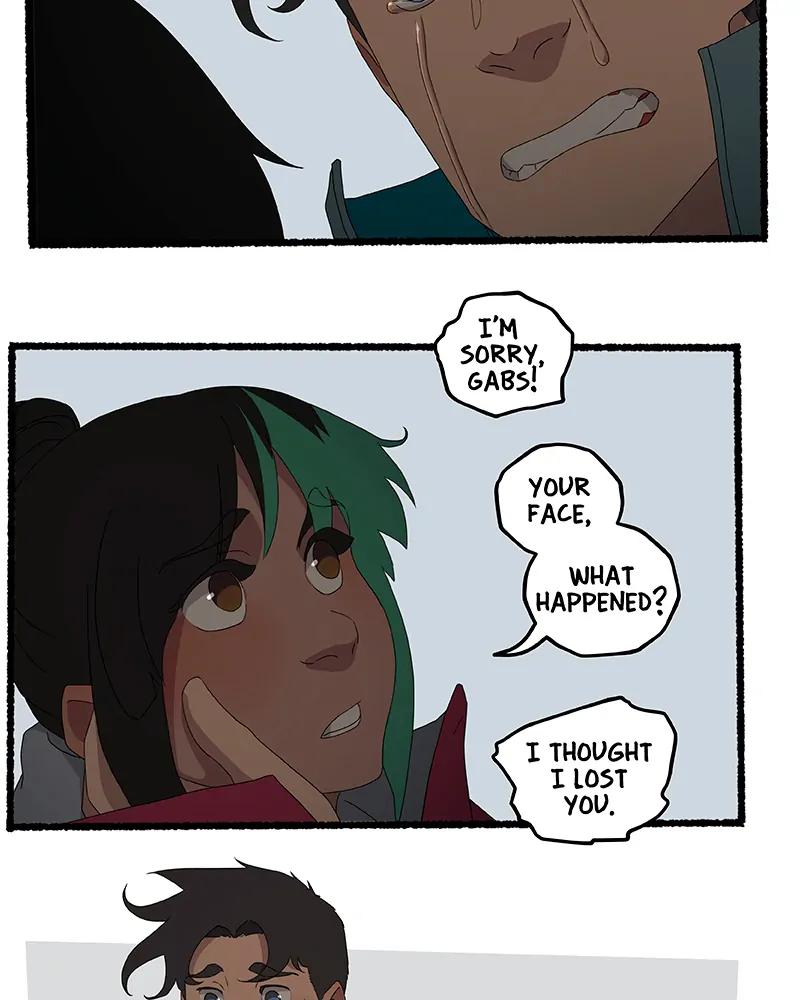 I'M
SORRY,
GABS!
YOUR
FACE,
WHAT
HAPPENED?
I THOUGHT
I LOST
YOU.